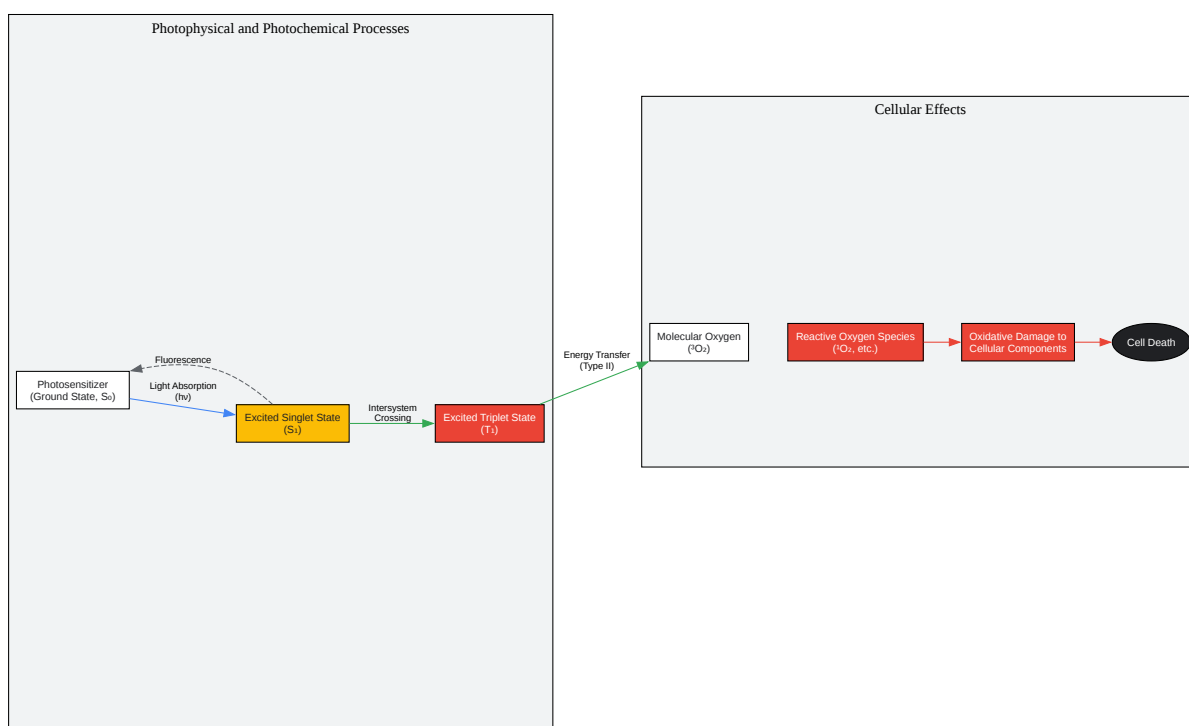 Photophysical and Photochemical Processes
Fluorescence
Photosensitizer
(Ground State, S₀)
Light Absorption
(hν)
Excited Singlet State
(S₁)
Intersystem
Crossing
Excited Triplet State
(T₁)
Energy Transfer
(Type II)
Cellular Effects
Molecular Oxygen
(³O₂)
Reactive Oxygen Species
(¹O₂, etc.)
Oxidative Damage to
Cellular Components
Cell Death